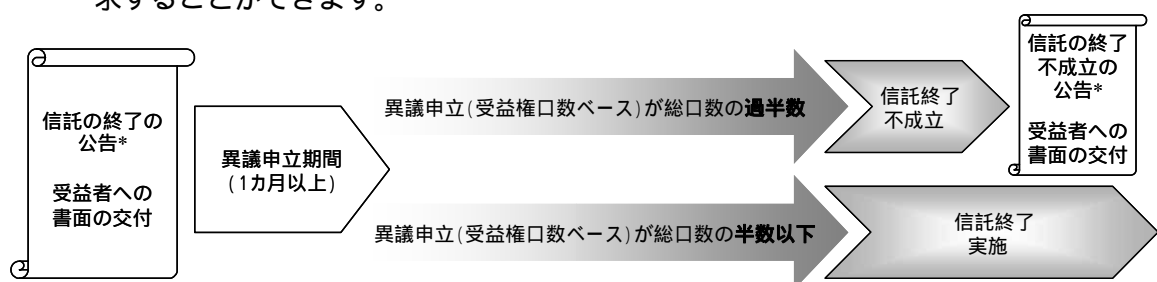 求することができます。
信託の終了の
公告*
受益者への
書面の交付
異議申立期間
(1カ月以上)
異議申立(受益権口数ベース)が総口数の過半数
信託終了
不成立
信託の終了
不成立の
公告*
受益者への
書面の交付
異議申立(受益権口数ベース)が総口数の半数以下
信託終了
実施